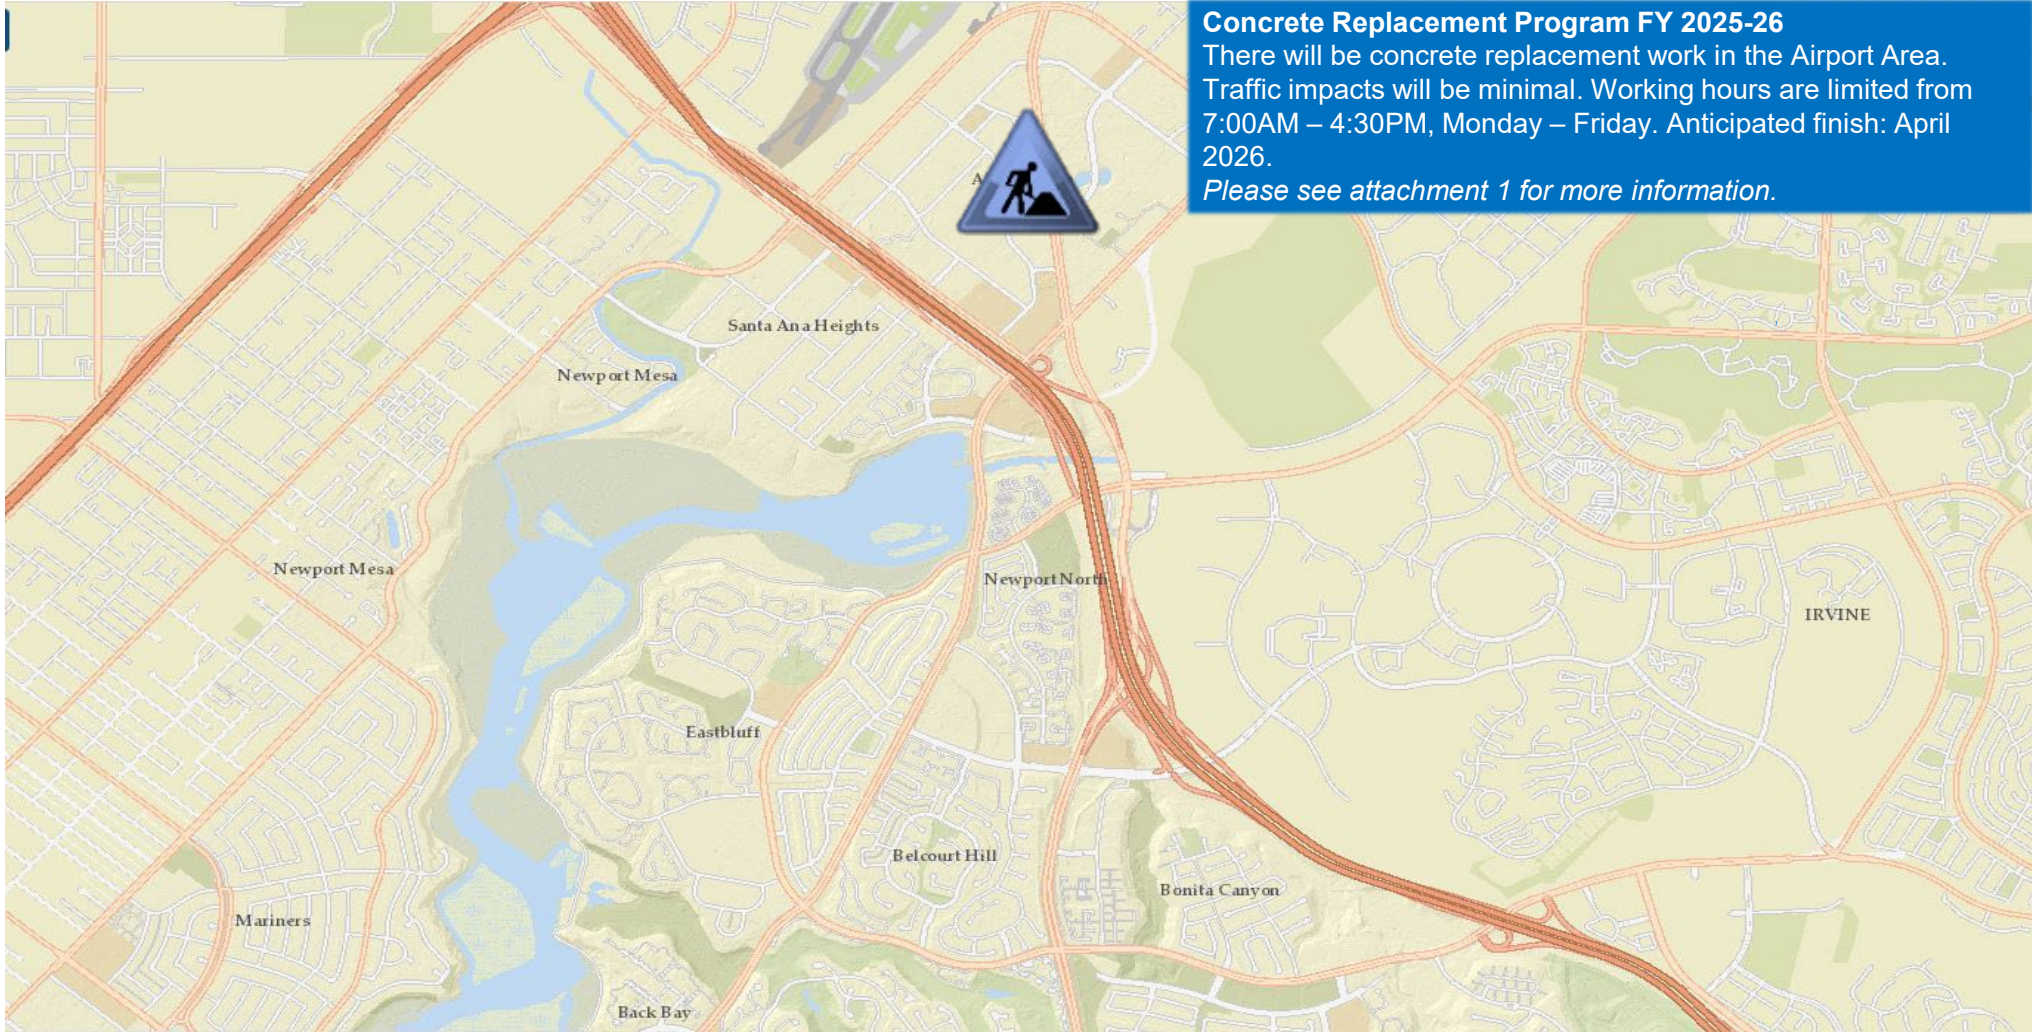 Concrete Replacement Program FY 2025-26
There will be concrete replacement work in the Airport Area.
Traffic impacts will be minimal. Working hours are limited from
7:00AM – 4:30PM, Monday – Friday. Anticipated finish: April
2026.
Please see attachment 1 for more information.
Santa Ana Heights
Newport Mesa
Newport Mesa
Newport North
IRVINE
Eastbluff
Belcourt Hill
Bonita Canyon
Mariners
Back Bay